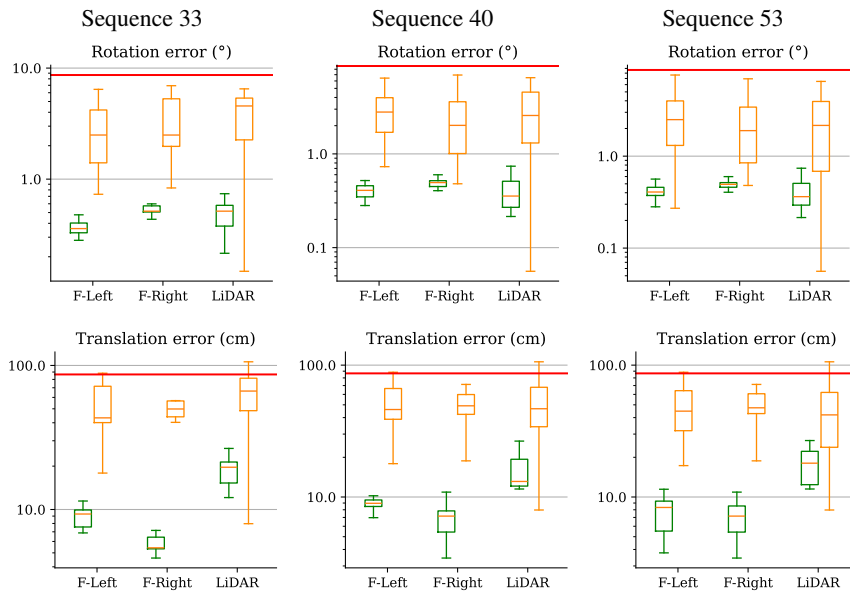 Sequence 33
Sequence 40
Sequence 53
Rotation error (°)
10.0
1.0
F-Left
F-Right
LiDAR
Rotation error (°)
1.0
0.1
F-Left
F-Right
LiDAR
Rotation error (°)
1.0
0.1
F-Left
F-Right
LiDAR
Translation error (cm)
100.0
10.0
F-Left
F-Right
LiDAR
Translation error (cm)
100.0
10.0
F-Left
F-Right
LiDAR
Translation error (cm)
100.0
10.0
F-Left
F-Right
LiDAR